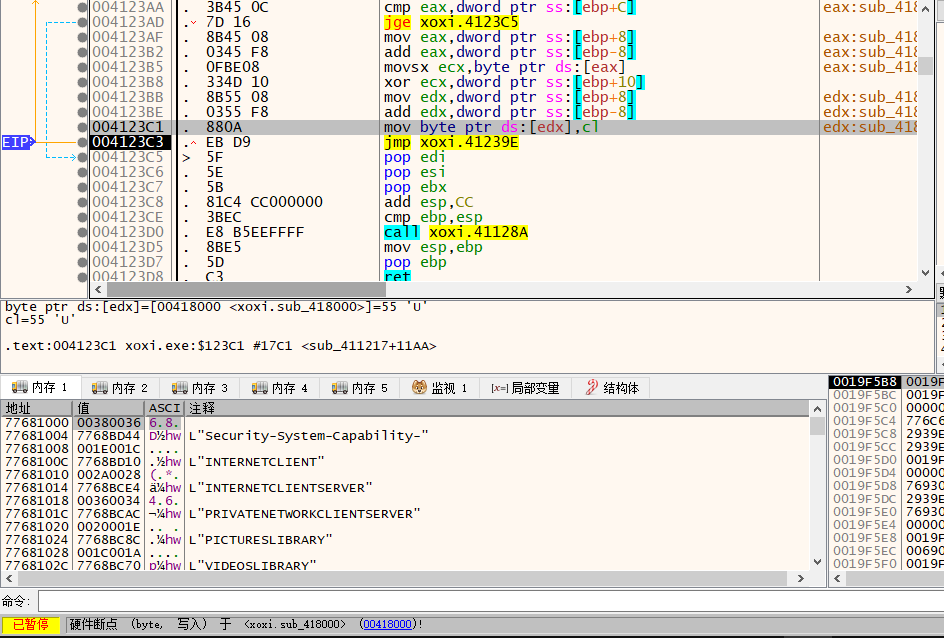 004123AA . 3B45 0C cmp eax,dword ptr ss:[ebp+C] eax:sub_418
004123AD .⌄ 7D 16 jge xoxi.4123C5
004123AF . 8B45 08 mov eax,dword ptr ss:[ebp+8] eax:sub_418
004123B2 . 0345 F8 add eax,dword ptr ss:[ebp-8] eax:sub_418
004123B5 . 0FBE08 movsx ecx,byte ptr ds:[eax] eax:sub_418
004123B8 . 334D 10 xor ecx,dword ptr ss:[ebp+10]
004123BB . 8B55 08 mov edx,dword ptr ss:[ebp+8] edx:sub_418
004123BE . 0355 F8 add edx,dword ptr ss:[ebp-8] edx:sub_418
004123C1 . 880A mov byte ptr ds:[edx],cl edx:sub_418
EIP 004123C3 .^ EB D9 jmp xoxi.41239E
004123C5 > 5F pop edi
004123C6 . 5E pop esi
004123C7 . 5B pop ebx
004123C8 . 81C4 CC000000 add esp,CC
004123CE . 3BEC cmp ebp,esp
004123D0 . E8 B5EEFFFF call xoxi.41128A
004123D5 . 8BE5 mov esp,ebp
004123D7 . 5D pop ebp
004123D8 . C3 ret
byte ptr ds:[edx]=[00418000 <xoxi.sub_418000>]=55 'U'
cl=55 'U'
.text:004123C1 xoxi.exe:$123C1 #17C1 <sub_411217+11AA>
内存 1 内存 2 内存 3 内存 4 内存 5 监视 1 [x=] 局部变量 结构体
地址 值 ASCI 注释
77681000 00380036 6.8.
77681004 7768BD44 D½hw L"Security-System-Capability-"
77681008 001E001C ....
7768100C 7768BD10 .½hw L"INTERNETCLIENT"
77681010 002A0028 (.*.
77681014 7768BCE4 ä¼hw L"INTERNETCLIENTSERVER"
77681018 00360034 4.6.
7768101C 7768BCAC ¬¼hw L"PRIVATENETWORKCLIENTSERVER"
77681020 0020001E .. .
77681024 7768BC8C .¼hw L"PICTURESLIBRARY"
77681028 001C001A ....
7768102C 7768BC70 p¼hw L"VIDEOSLIBRARY"
0019F5B8 0019F
0019F5BC 0019F
0019F5C0 00000
0019F5C4 776C6
0019F5C8 2939E
0019F5CC 2939E
0019F5D0 0019F
0019F5D4 00000
0019F5D8 76930
0019F5DC 2939E
0019F5E0 76930
0019F5E4 00000
0019F5E8 0019F
0019F5EC 00690
0019F5F0 0019F
命令:
已暂停 硬件断点 (byte, 写入) 于 <xoxi.sub_418000> (00418000)!